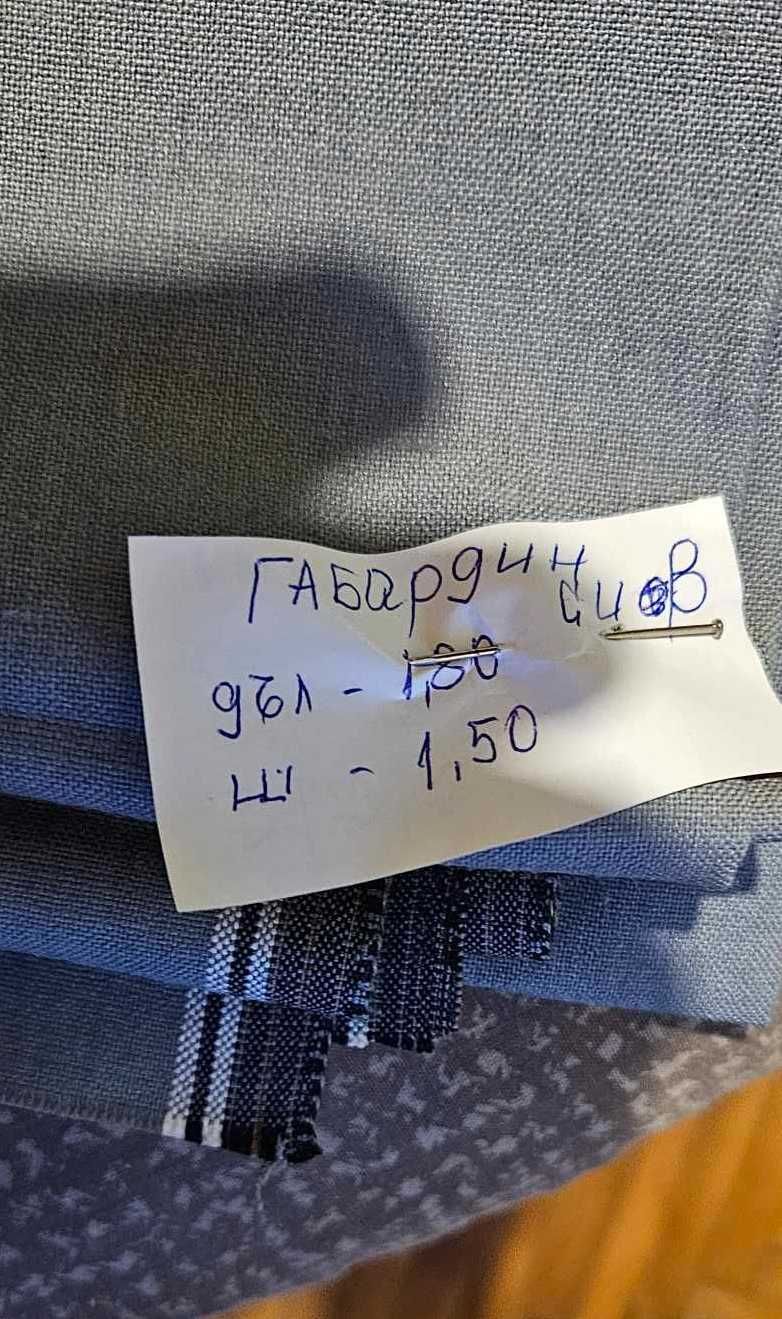 Габардин
сив
дъл - 1,80
ш - 1,50